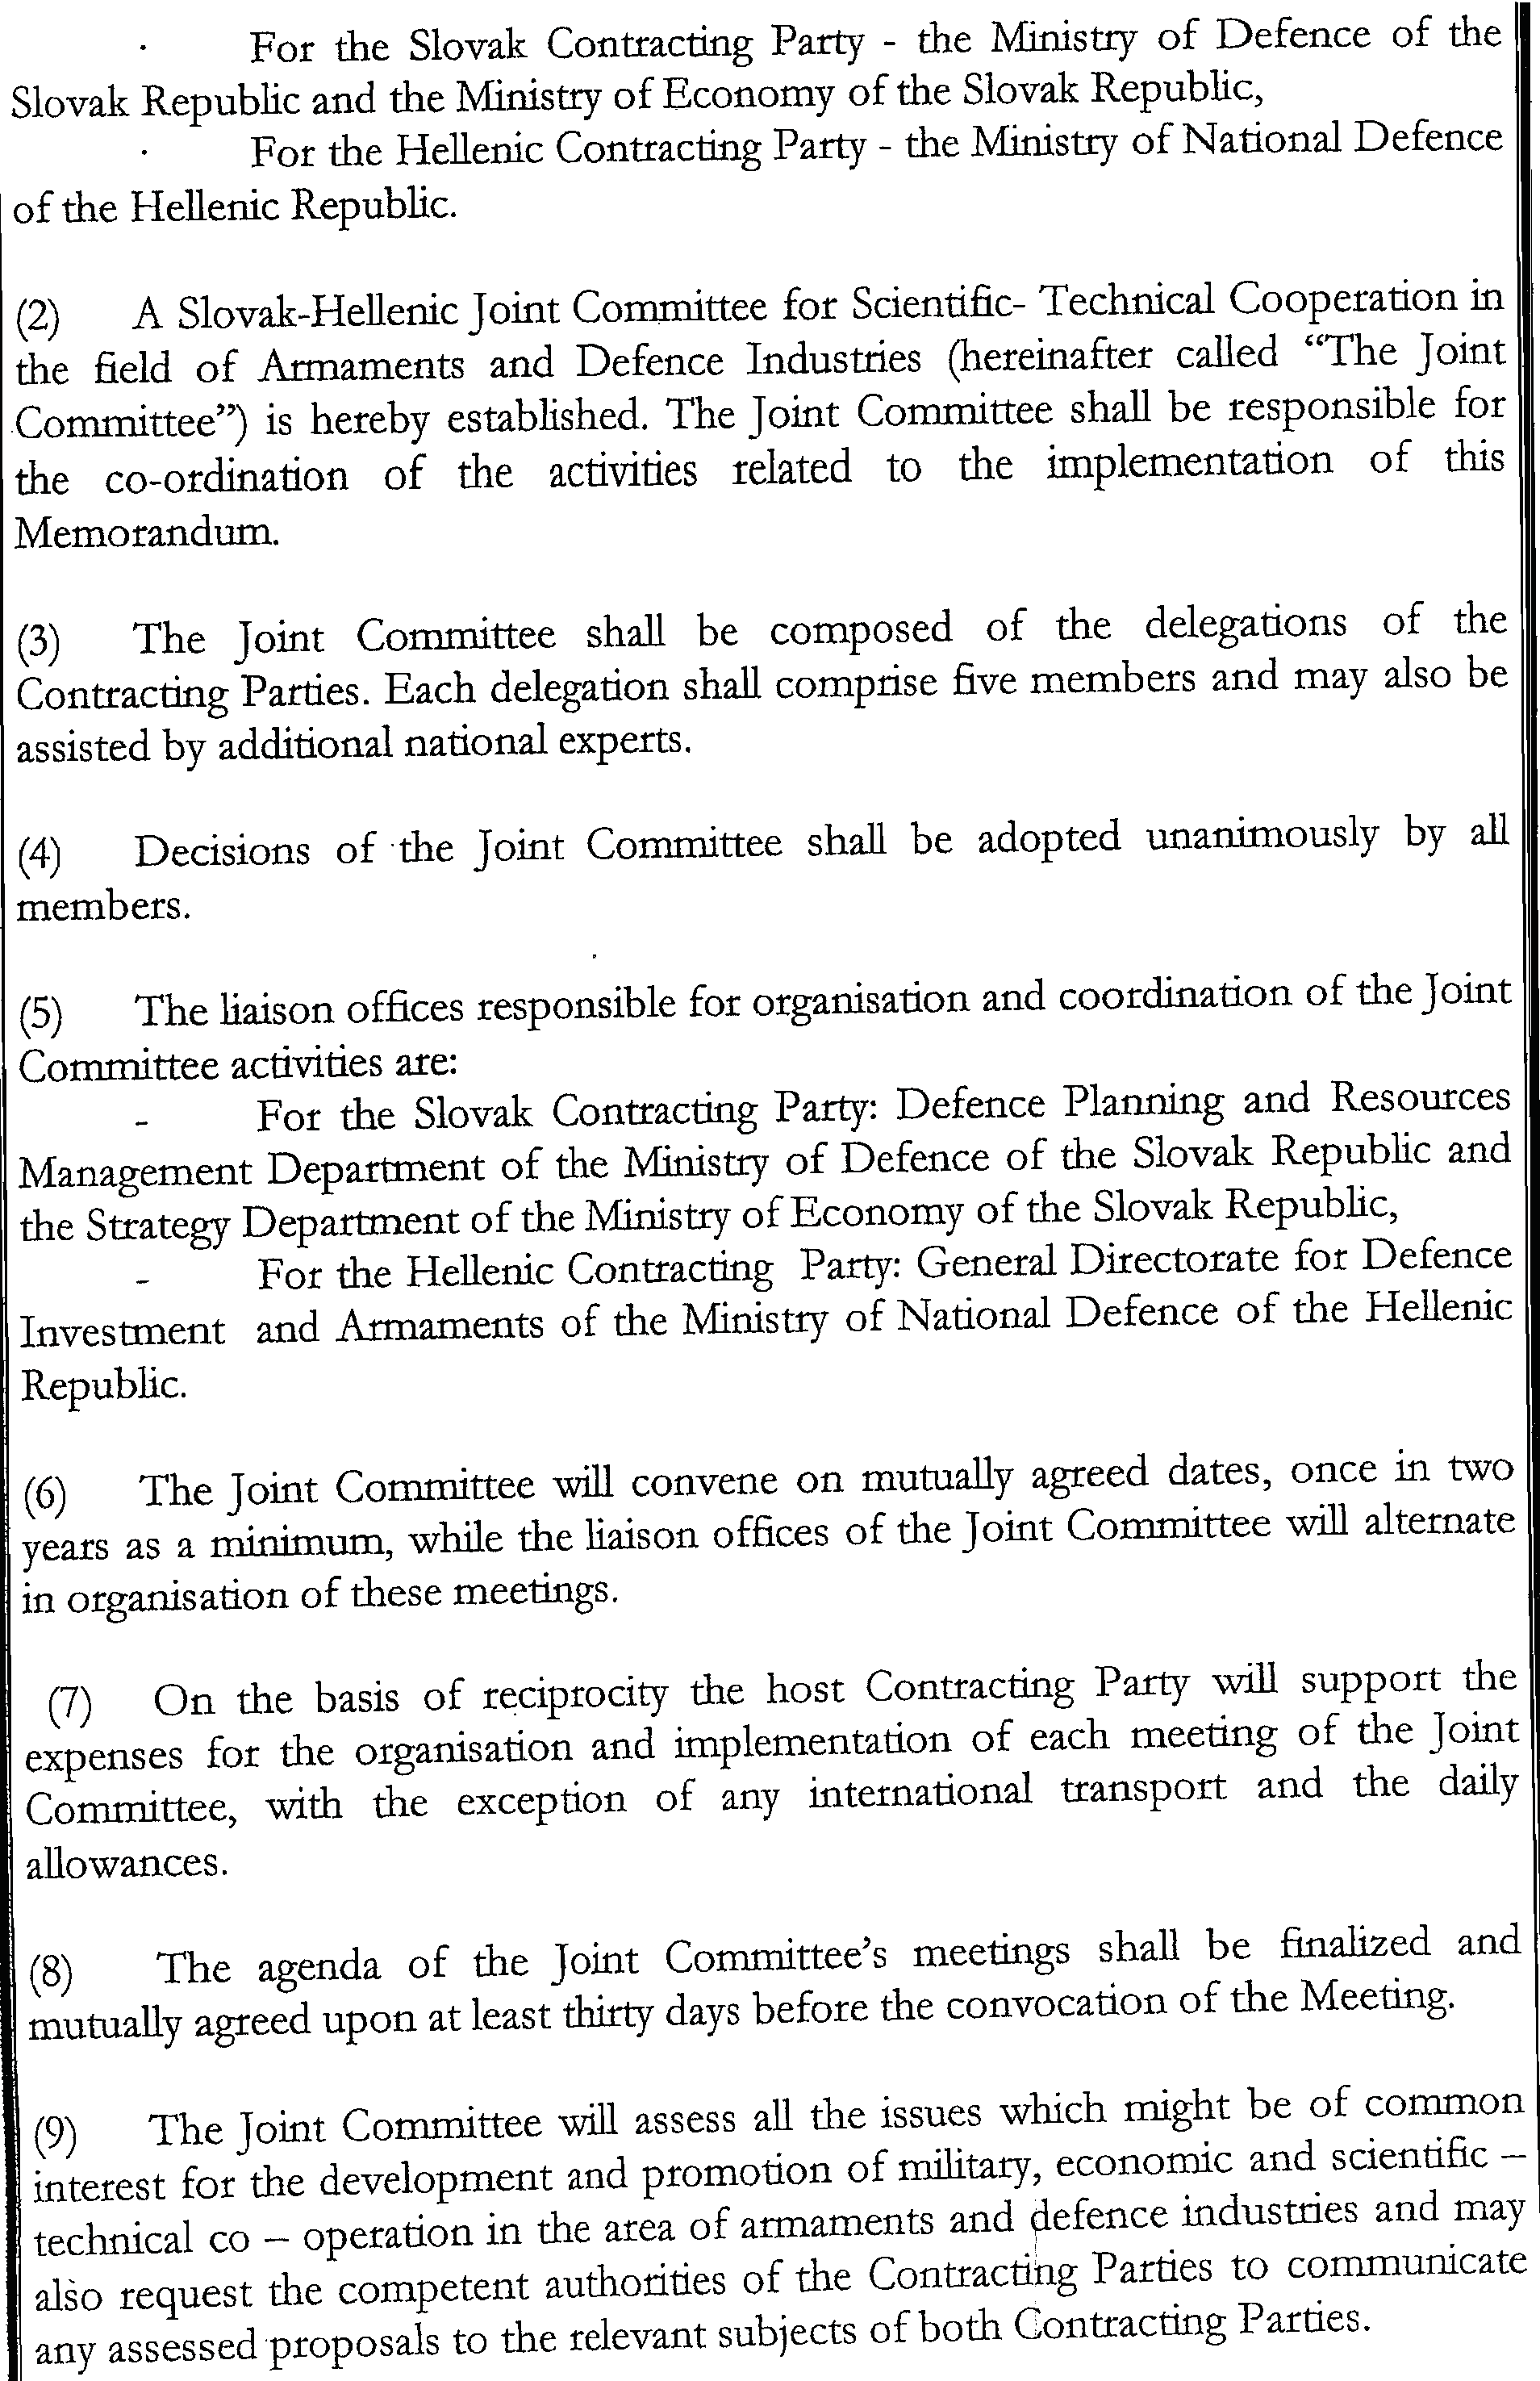 · For the Slovak Contracting Party - the Ministry of Defence of the
Slovak Republic and the Ministry of Economy of the Slovak Republic,
· For the Hellenic Contracting Party - the Ministry of National Defence
of the Hellenic Republic.
(2) A Slovak-Hellenic Joint Committee for Scientific- Technical Cooperation in
the field of Armaments and Defence Industries (hereinafter called “The Joint
Committee”) is hereby established. The Joint Committee shall be responsible for
the co-ordination of the activities related to the implementation of this
Memorandum.
(3) The Joint Committee shall be composed of the delegations of the
Contracting Parties. Each delegation shall comprise five members and may also be
assisted by additional national experts.
(4) Decisions of the Joint Committee shall be adopted unanimously by all
members.
(5) The liaison offices responsible for organisation and coordination of the Joint
Committee activities are:
- For the Slovak Contracting Party: Defence Planning and Resources
Management Department of the Ministry of Defence of the Slovak Republic and
the Strategy Department of the Ministry of Economy of the Slovak Republic,
- For the Hellenic Contracting Party: General Directorate for Defence
Investment and Armaments of the Ministry of National Defence of the Hellenic
Republic.
(6) The Joint Committee will convene on mutually agreed dates, once in two
years as a minimum, while the liaison offices of the Joint Committee will alternate
in organisation of these meetings.
(7) On the basis of reciprocity the host Contracting Party will support the
expenses for the organisation and implementation of each meeting of the Joint
Committee, with the exception of any international transport and the daily
allowances.
(8) The agenda of the Joint Committee’s meetings shall be finalized and
mutually agreed upon at least thirty days before the convocation of the Meeting.
(9) The Joint Committee will assess all the issues which might be of common
interest for the development and promotion of military, economic and scientific –
technical co – operation in the area of armaments and defence industries and may
also request the competent authorities of the Contracting Parties to communicate
any assessed proposals to the relevant subjects of both Contracting Parties.